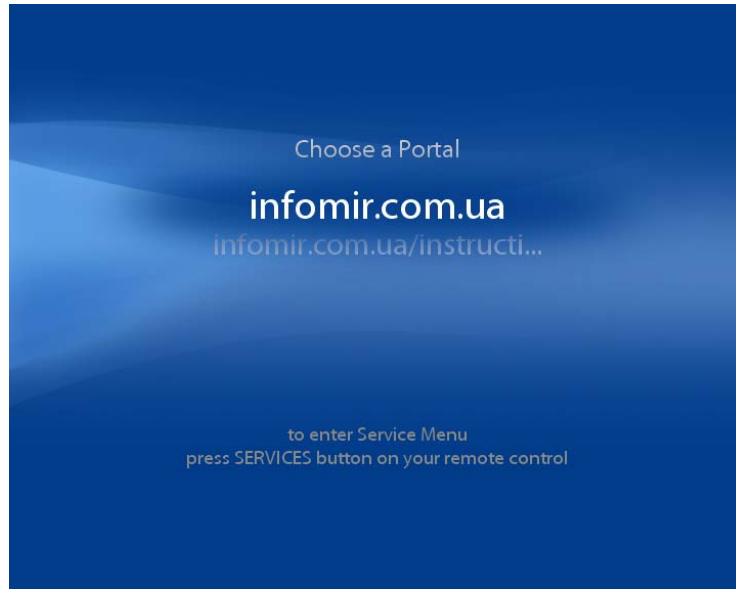 Choose a Portal
infomir.com.ua
infomir.com.ua/instructi...
to enter Service Menu
press SERVICES button on your remote control